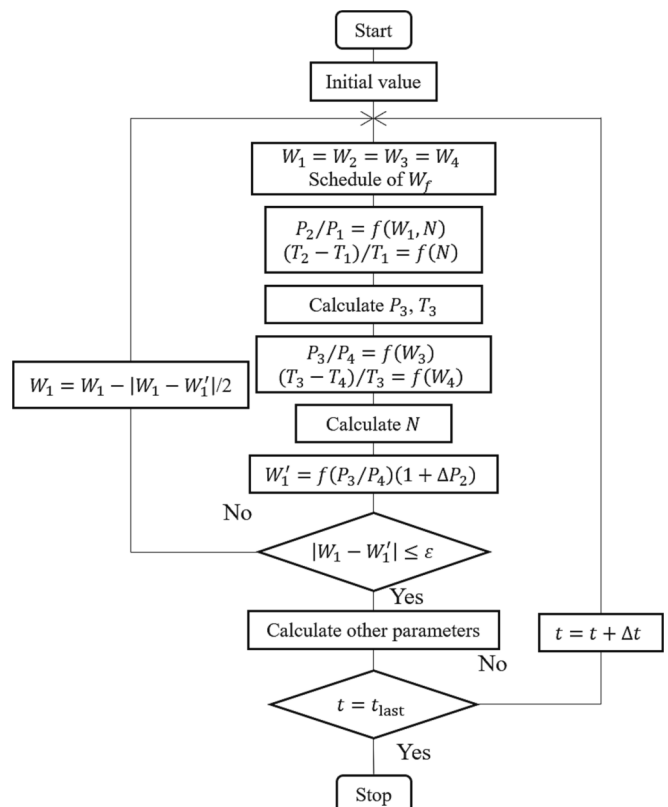 Start
Initial value
W₁ = W₂ = W₃ = W₄
Schedule of W_f
P₂/P₁ = f(W₁, N)
(T₂ − T₁)/T₁ = f(N)
Calculate P₃, T₃
P₃/P₄ = f(W₃)
(T₃ − T₄)/T₃ = f(W₄)
W₁ = W₁ − |W₁ − W₁′|/2
Calculate N
W₁′ = f(P₃/P₄)(1 + ΔP₂)
No
|W₁ − W₁′| ≤ ε
Yes
Calculate other parameters
t = t + Δt
No
t = t_last
Yes
Stop